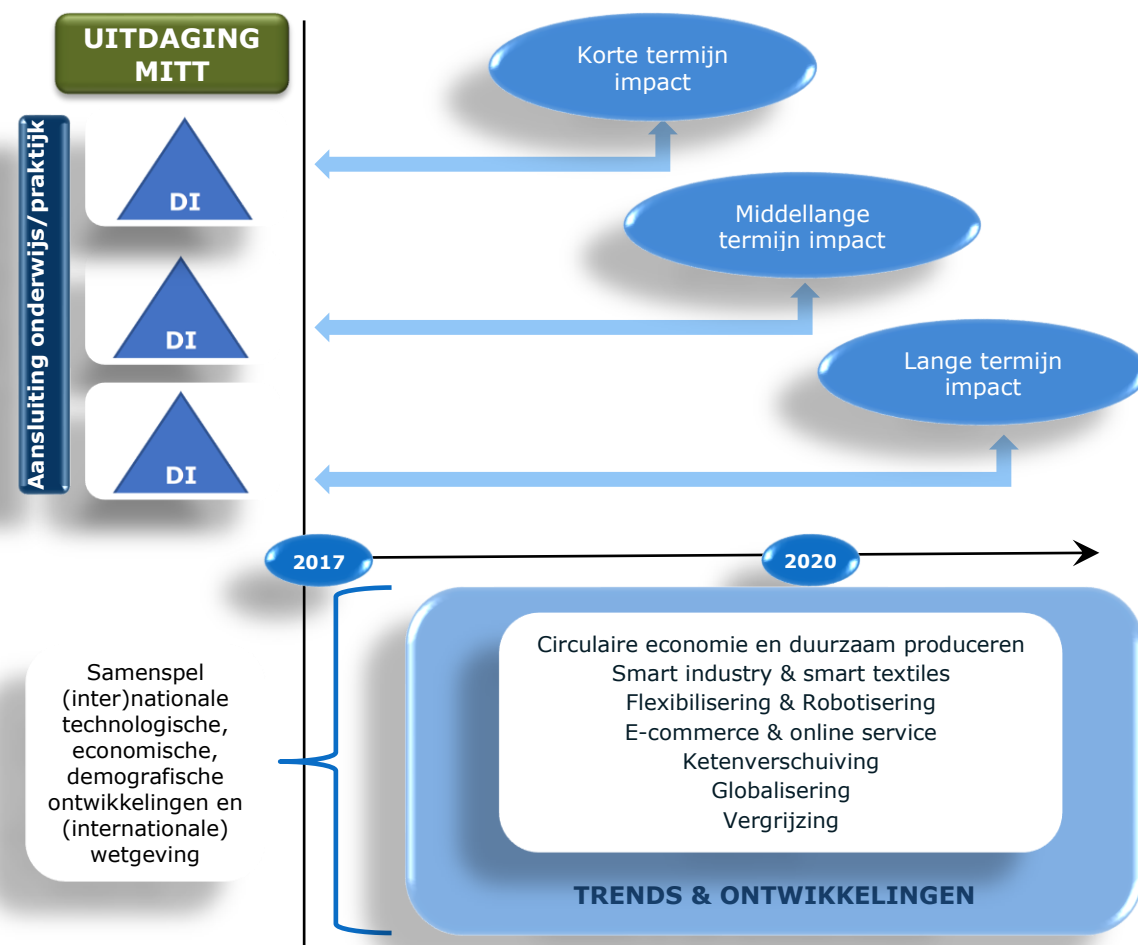 UITDAGING
MITT
Korte termijn
impact
Aansluiting onderwijs/praktijk
DI
Middellange
termijn impact
DI
Lange termijn
impact
DI
2017
2020
Samenspel
(inter)nationale
technologische,
economische,
demografische
ontwikkelingen en
(internationale)
wetgeving
Circulaire economie en duurzaam produceren
Smart industry & smart textiles
Flexibilisering & Robotisering
E-commerce & online service
Ketenverschuiving
Globalisering
Vergrijzing
TRENDS & ONTWIKKELINGEN